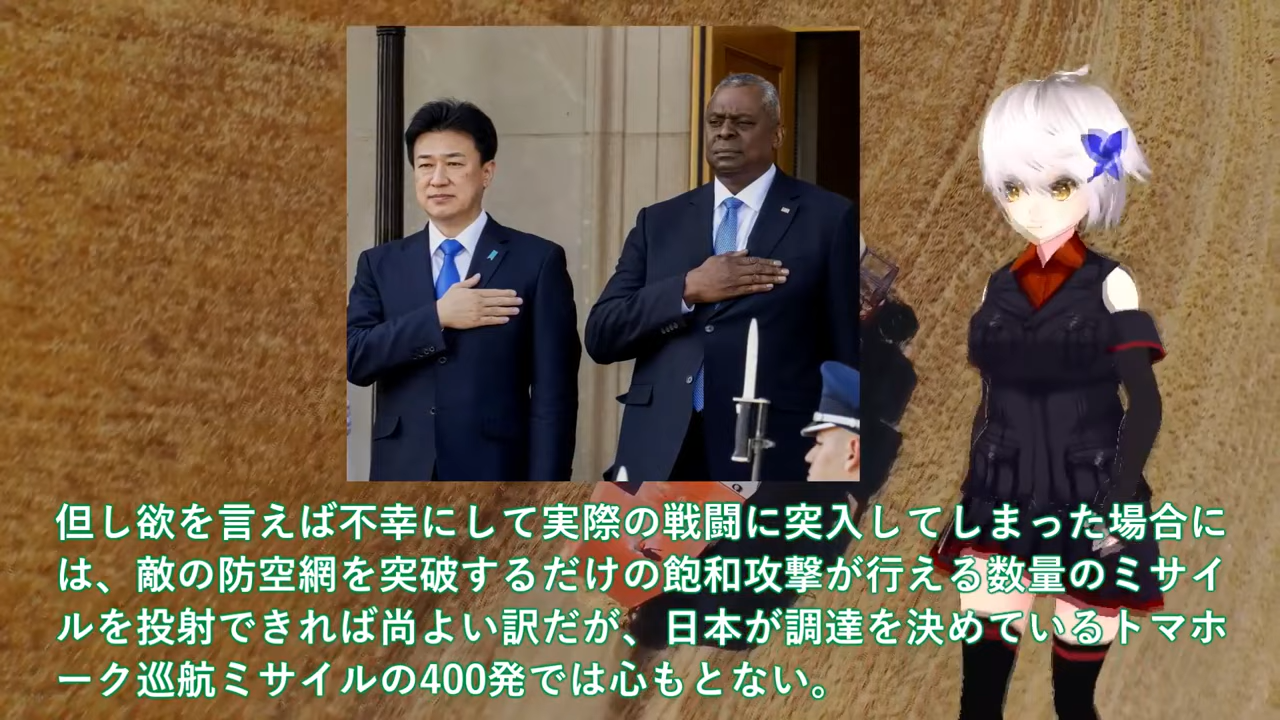 但し欲を言えば不幸にして実際の戦闘に突入してしまった場合に
は、敵の防空網を突破するだけの飽和攻撃が行える数量のミサイ
ルを投射できれば尚よい訳だが、日本が調達を決めているトマホ
ーク巡航ミサイルの400発では心もとない。